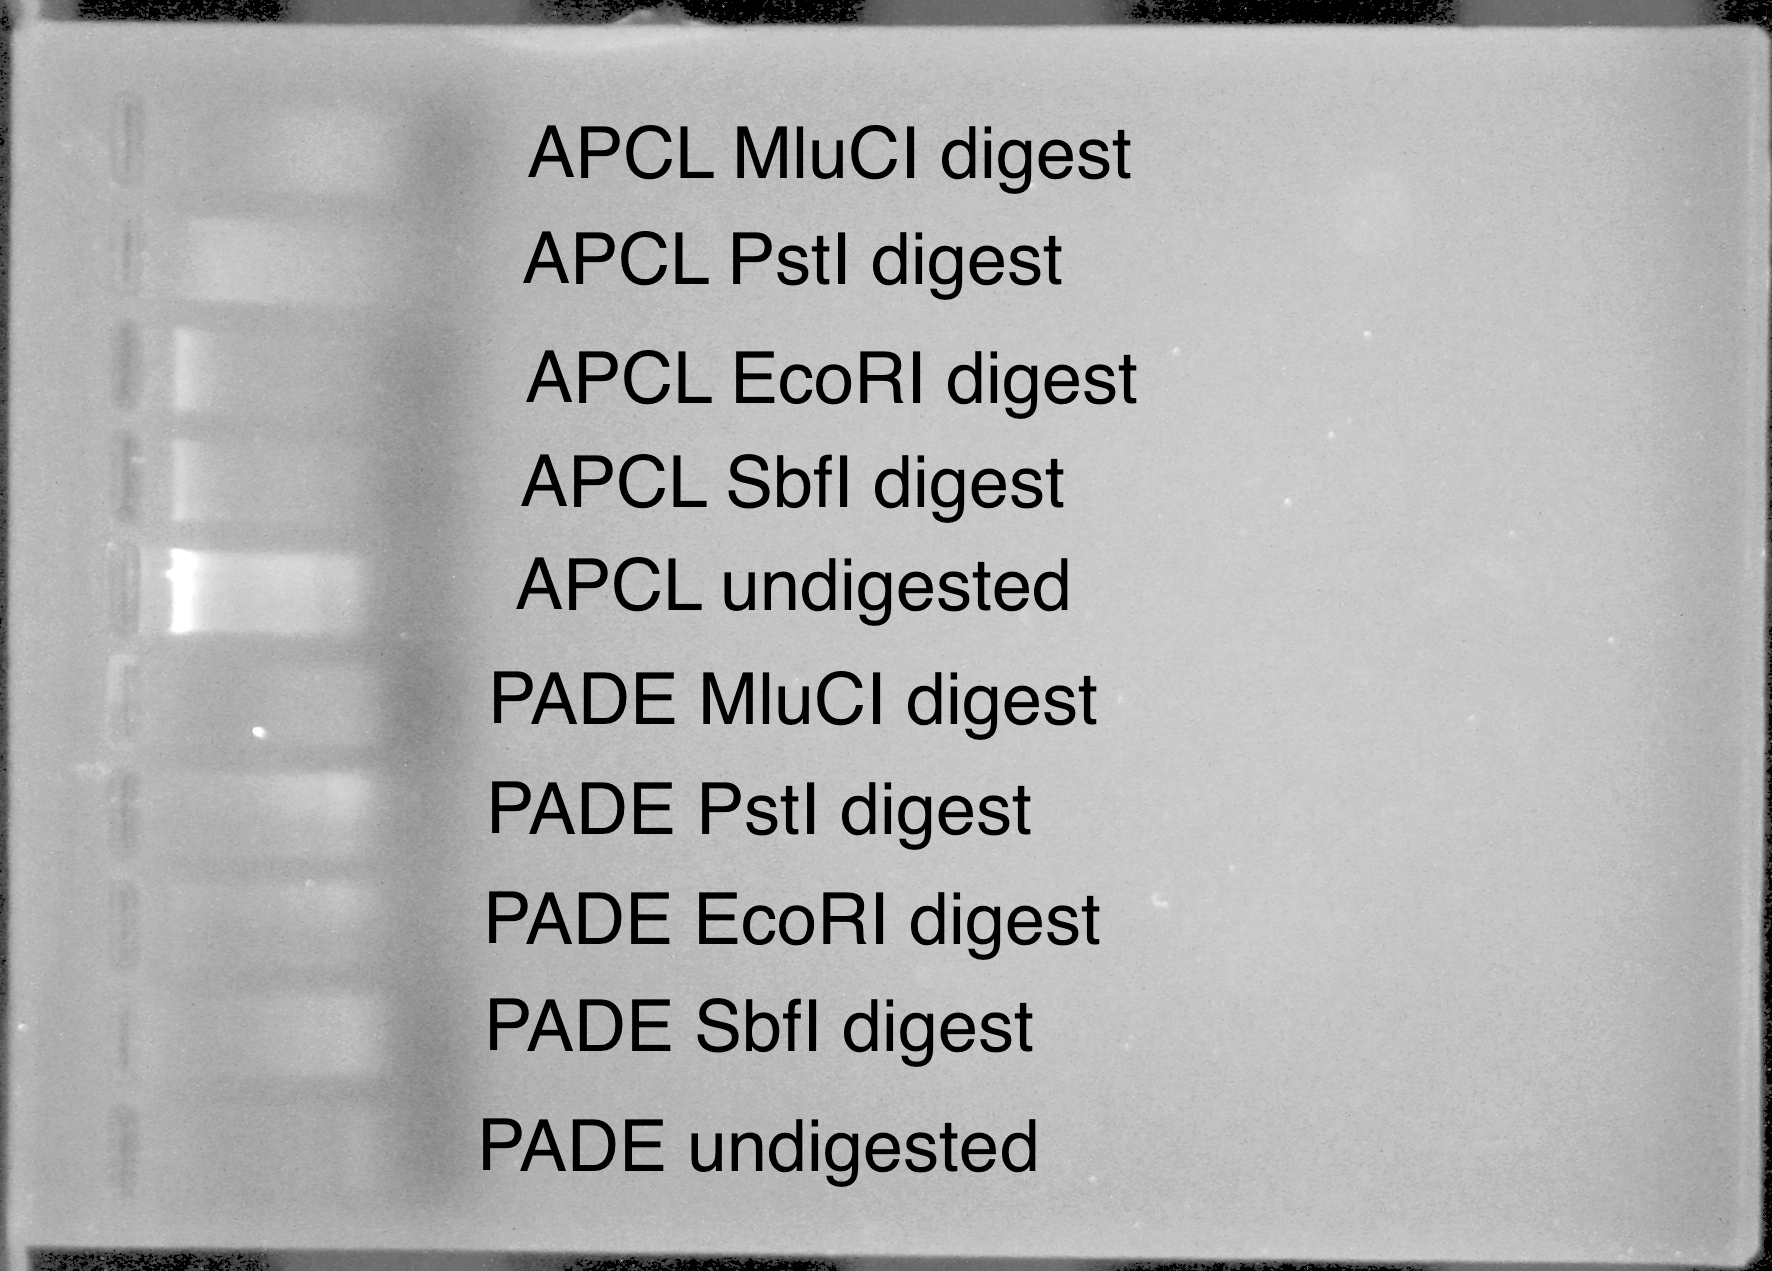 APCL MluCI digest
APCL PstI digest
APCL EcoRI digest
APCL SbfI digest
APCL undigested
PADE MluCI digest
PADE PstI digest
PADE EcoRI digest
PADE SbfI digest
PADE undigested